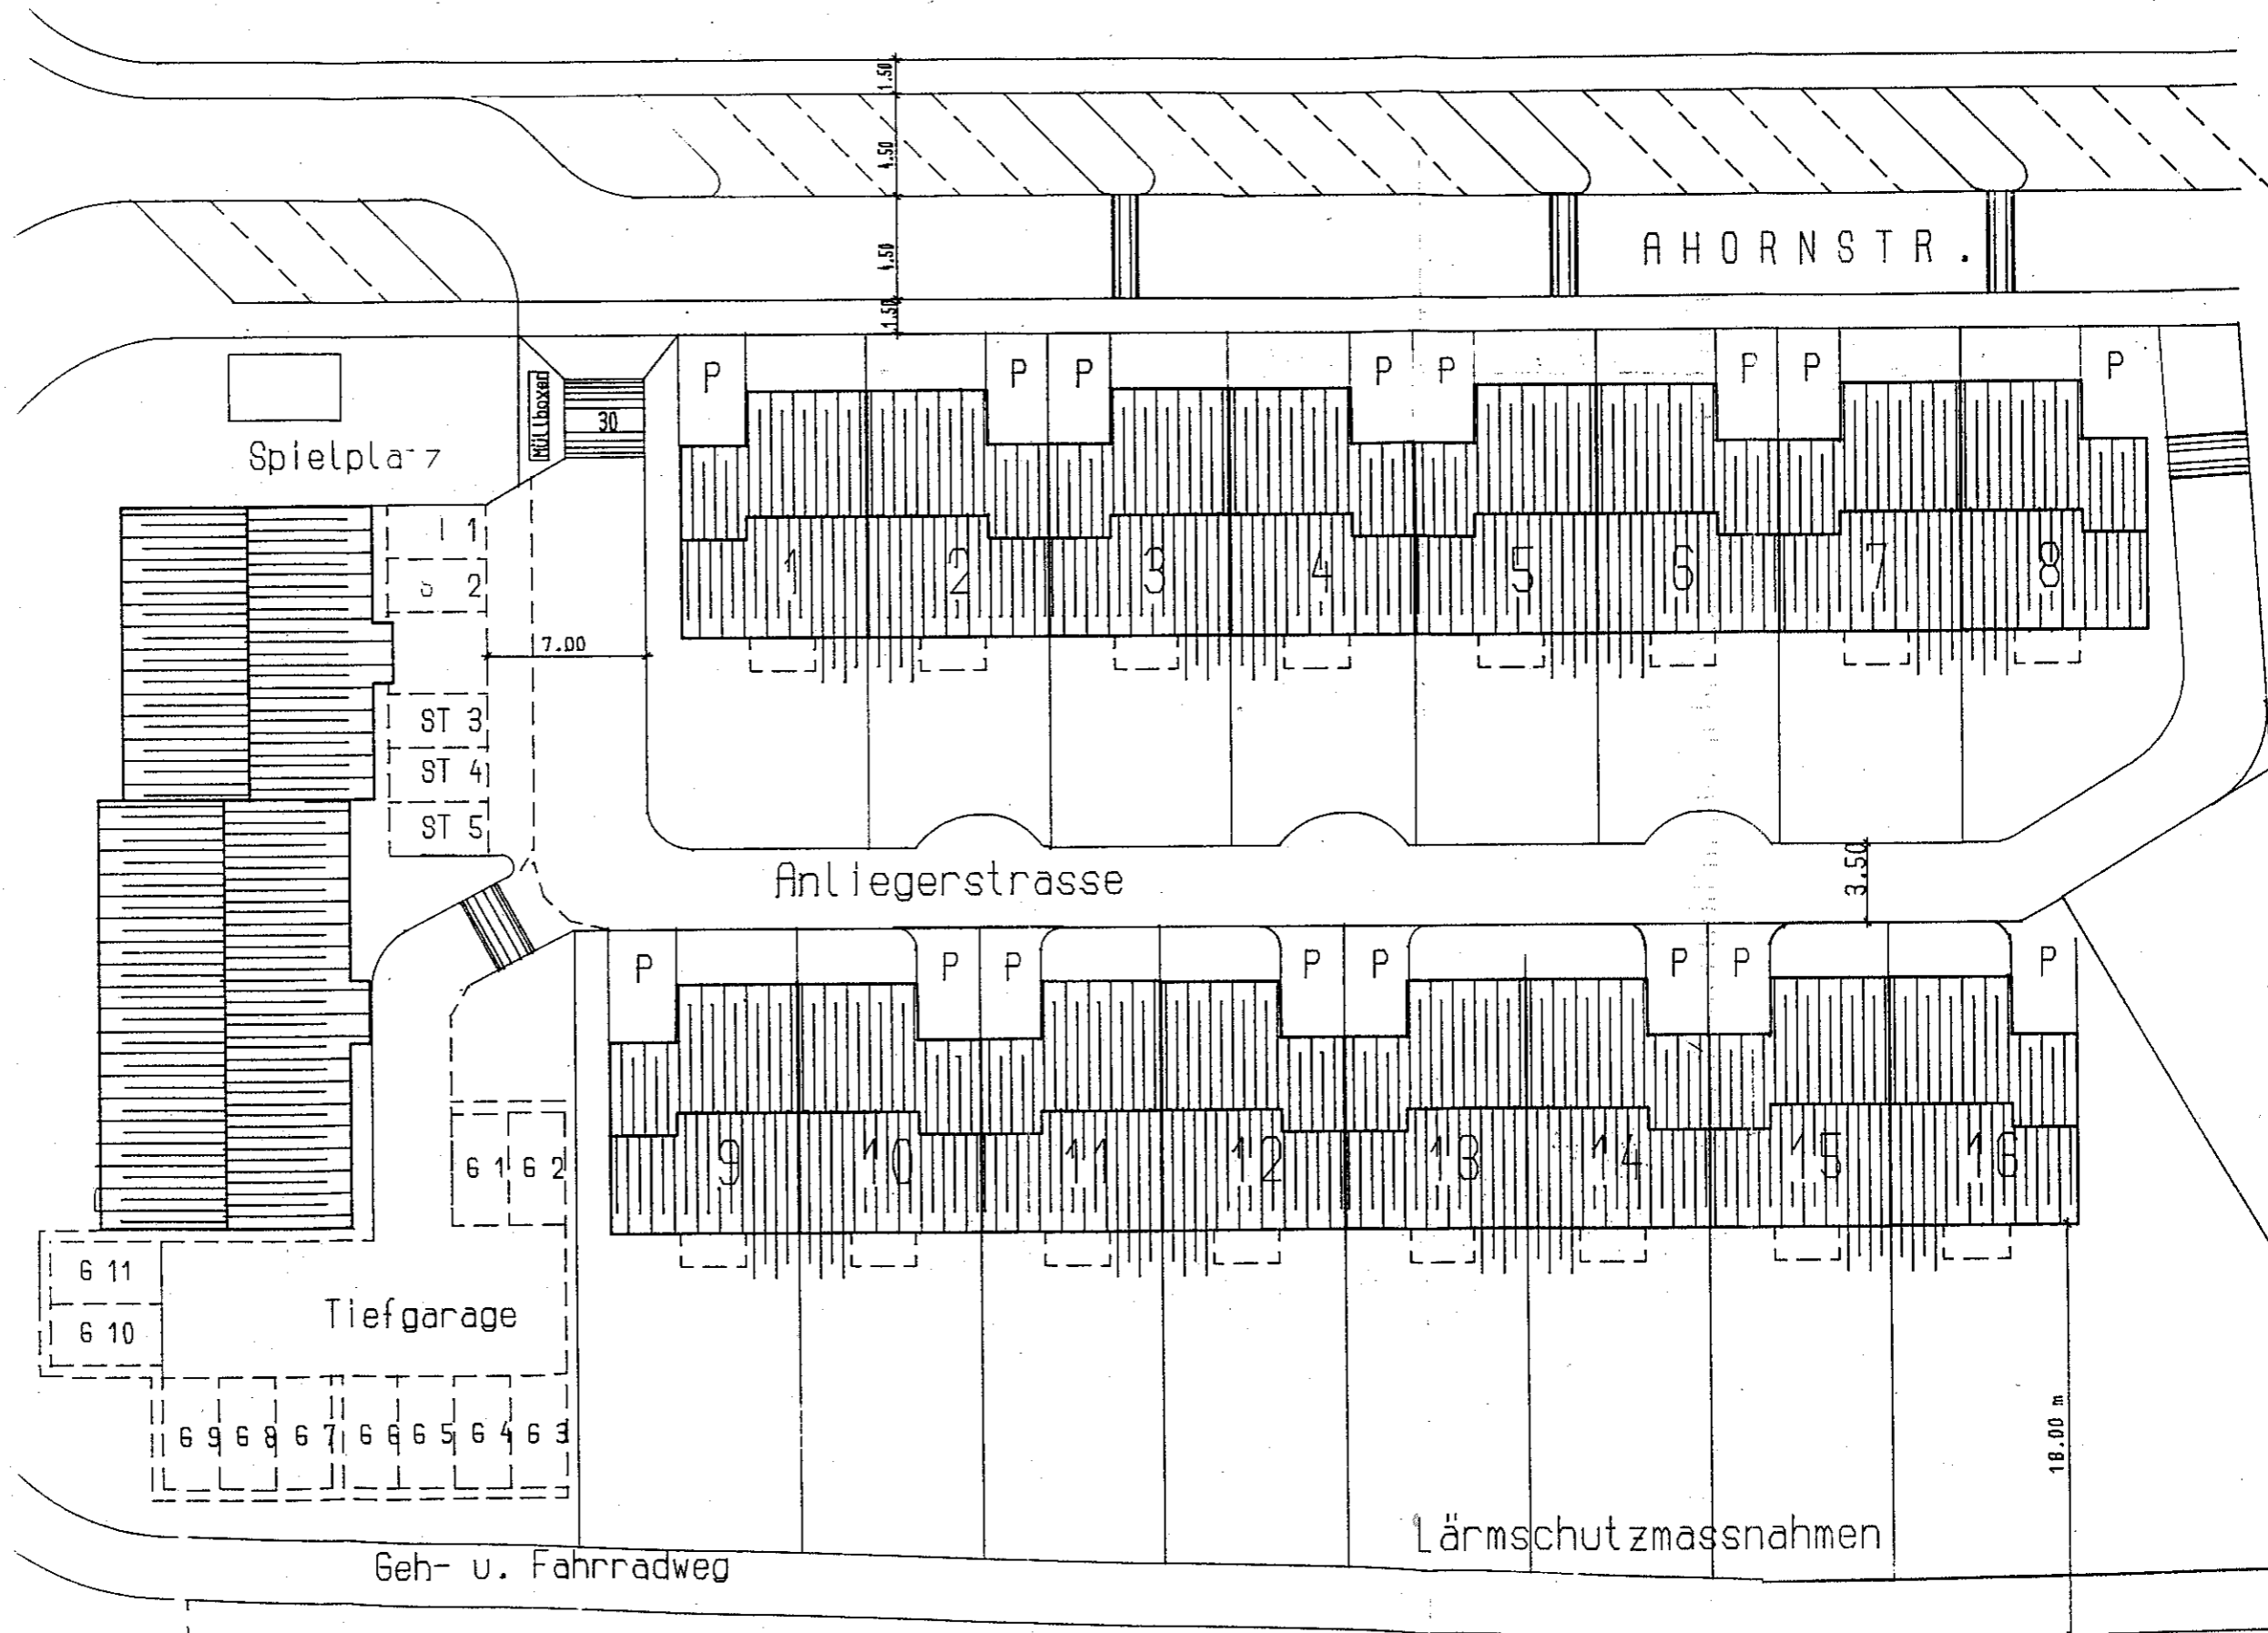 1.50
4.50
4.50
AHORNSTR.
1.50
P P P P P P P P
Müllboxen
30
Spielplatz
1
2
1 2 3 4 5 6 7 8
7.00
ST 3
ST 4
ST 5
Anliegerstrasse
3.50
P P P P P P P P
9 10 11 12 13 14 15 16
G 1 G 2
G 11
G 10
Tiefgarage
G 9 G 8 G 7 G 6 G 5 G 4 G 3
18.00 m
Lärmschutzmassnahmen
Geh- u. Fahrradweg